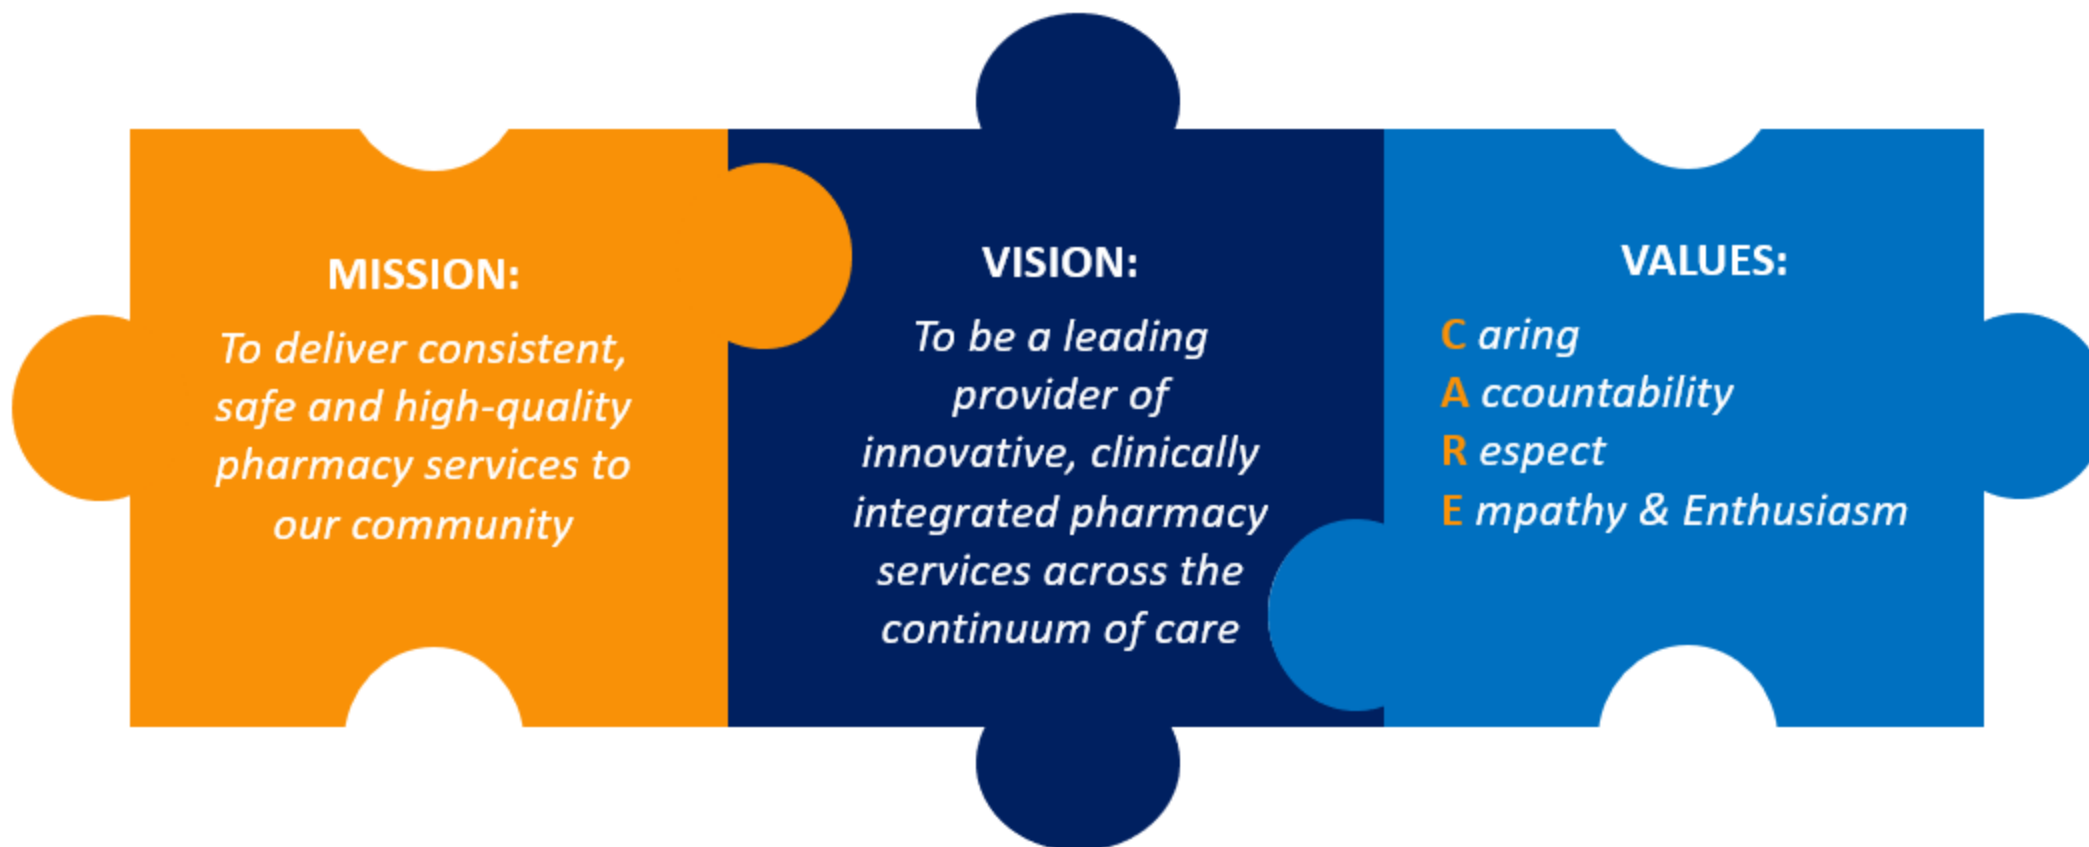 MISSION:
To deliver consistent,
safe and high-quality
pharmacy services to
our community
VISION:
To be a leading
provider of
innovative, clinically
integrated pharmacy
services across the
continuum of care
VALUES:
C aring
A ccountability
R espect
E mpathy & Enthusiasm